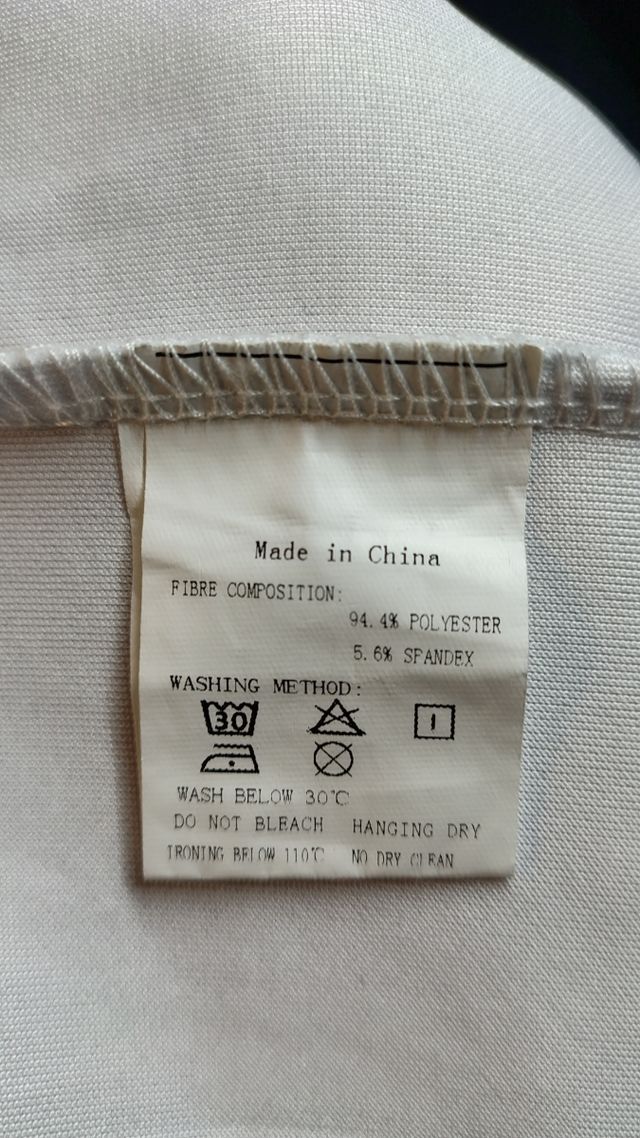 Made in China
FIBRE COMPOSITION:
94.4% POLYESTER
5.6% SPANDEX
WASHING METHOD:
30
WASH BELOW 30℃
DO NOT BLEACH HANGING DRY
IRONING BELOW 110℃ NO DRY CLEAN